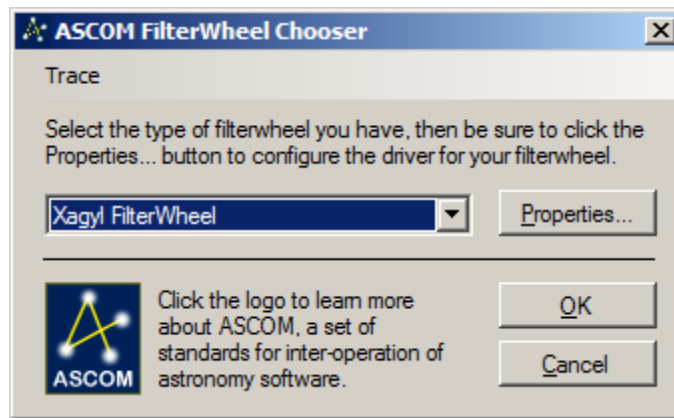 ASCOM FilterWheel Chooser
Trace
Select the type of filterwheel you have, then be sure to click the
Properties... button to configure the driver for your filterwheel.
Xagyl FilterWheel
Properties...
Click the logo to learn more
about ASCOM, a set of
standards for inter-operation of
astronomy software.
ASCOM
OK
Cancel